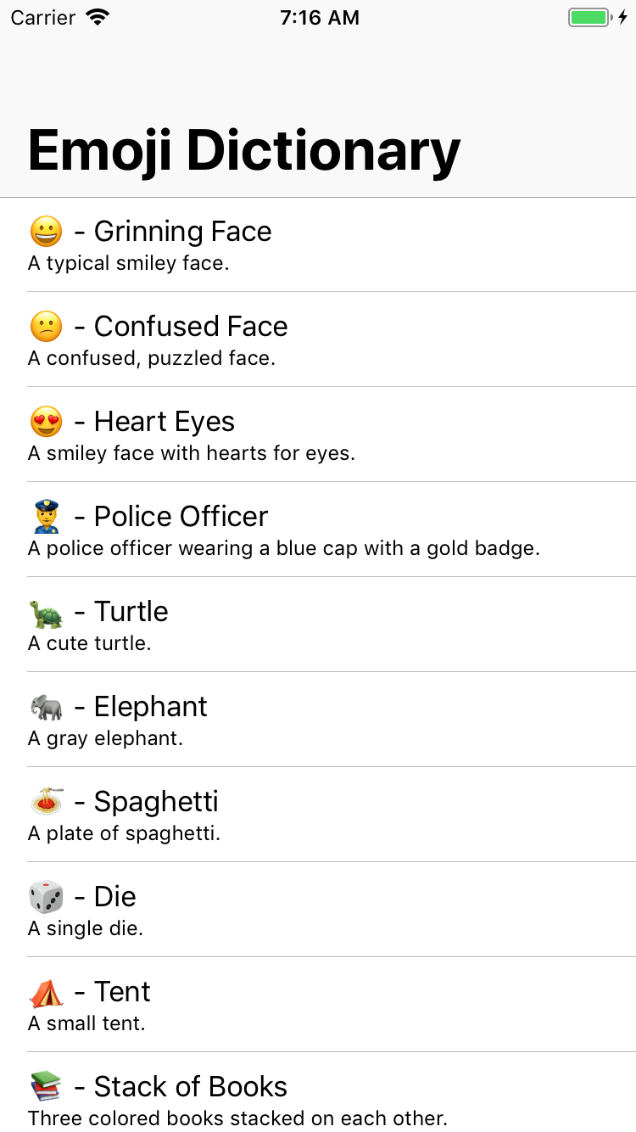 Carrier 7:16 AM
Emoji Dictionary
😀 - Grinning Face
A typical smiley face.
😕 - Confused Face
A confused, puzzled face.
😍 - Heart Eyes
A smiley face with hearts for eyes.
👮 - Police Officer
A police officer wearing a blue cap with a gold badge.
🐢 - Turtle
A cute turtle.
🐘 - Elephant
A gray elephant.
🍝 - Spaghetti
A plate of spaghetti.
🎲 - Die
A single die.
⛺ - Tent
A small tent.
📚 - Stack of Books
Three colored books stacked on each other.